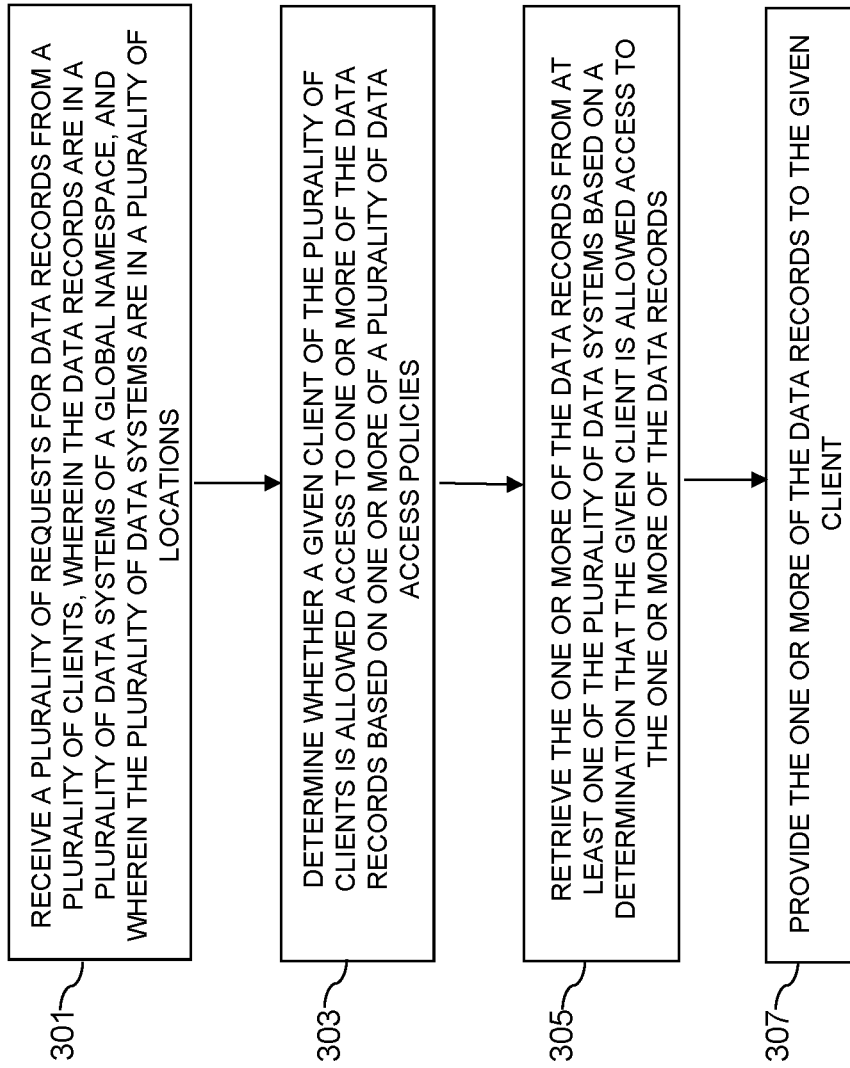 301
RECEIVE A PLURALITY OF REQUESTS FOR DATA RECORDS FROM A
PLURALITY OF CLIENTS, WHEREIN THE DATA RECORDS ARE IN A
PLURALITY OF DATA SYSTEMS OF A GLOBAL NAMESPACE, AND
WHEREIN THE PLURALITY OF DATA SYSTEMS ARE IN A PLURALITY OF
LOCATIONS
303
DETERMINE WHETHER A GIVEN CLIENT OF THE PLURALITY OF
CLIENTS IS ALLOWED ACCESS TO ONE OR MORE OF THE DATA
RECORDS BASED ON ONE OR MORE OF A PLURALITY OF DATA
ACCESS POLICIES
305
RETRIEVE THE ONE OR MORE OF THE DATA RECORDS FROM AT
LEAST ONE OF THE PLURALITY OF DATA SYSTEMS BASED ON A
DETERMINATION THAT THE GIVEN CLIENT IS ALLOWED ACCESS TO
THE ONE OR MORE OF THE DATA RECORDS
307
PROVIDE THE ONE OR MORE OF THE DATA RECORDS TO THE GIVEN
CLIENT